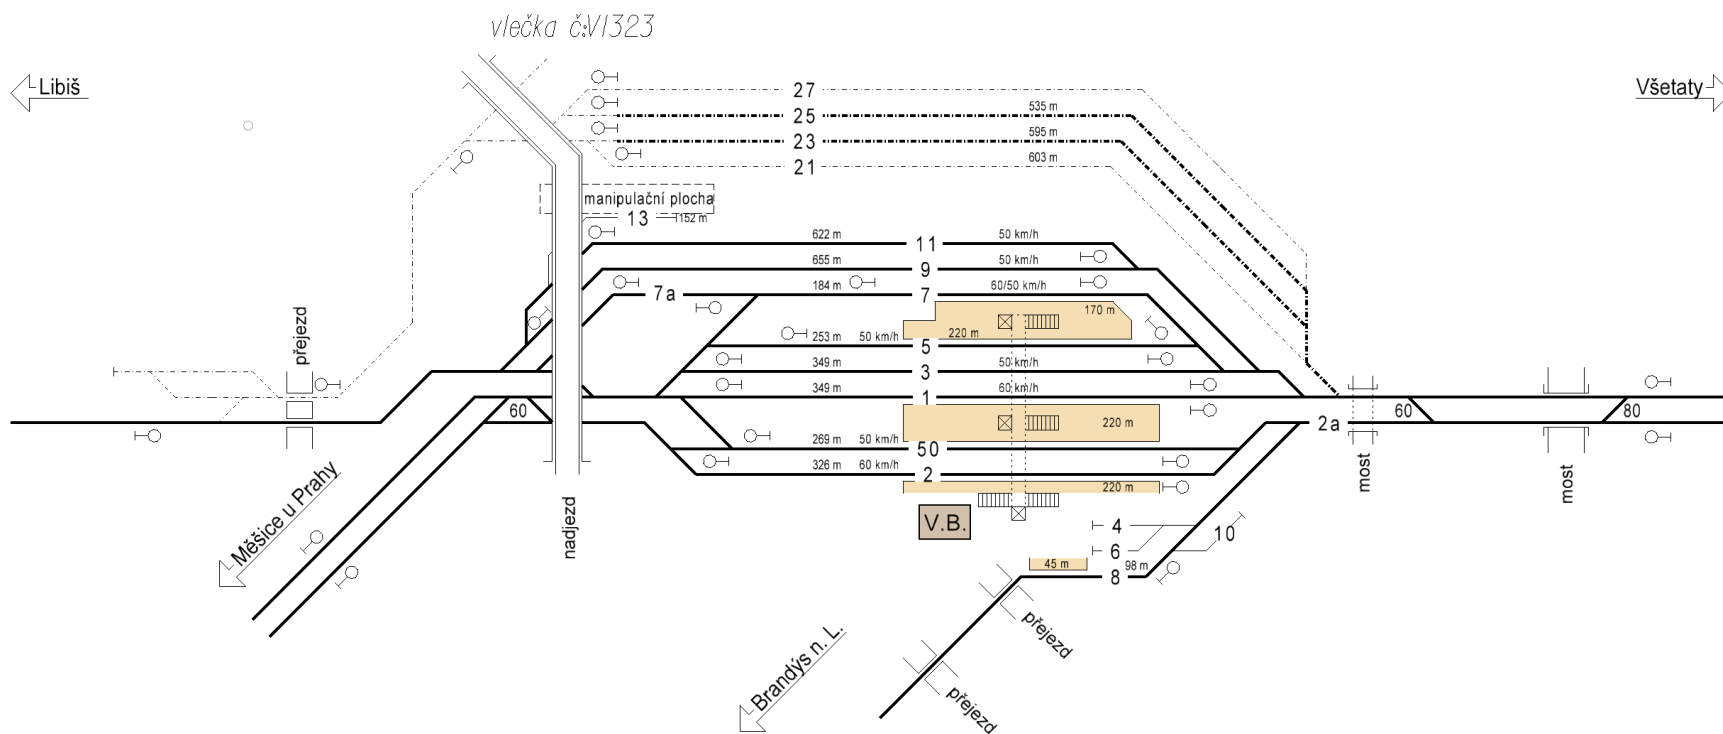 vlečka č:V1323
Libiš
Všetaty
27
535 m
25
595 m
23
603 m
21
manipulační plocha
13 152 m
622 m 11 50 km/h
655 m 9 50 km/h
7a 184 m 7 60/50 km/h
170 m
220 m
253 m 50 km/h 5
349 m 3 50 km/h
349 m 1 60 km/h
přejezd
60
220 m
2a
60
80
269 m 50 km/h 50
326 m 60 km/h 2
220 m
V.B.
nadjezd
most
most
Měšice u Prahy
4
10
6
45 m
98 m
8
přejezd
přejezd
Brandýs n. L.